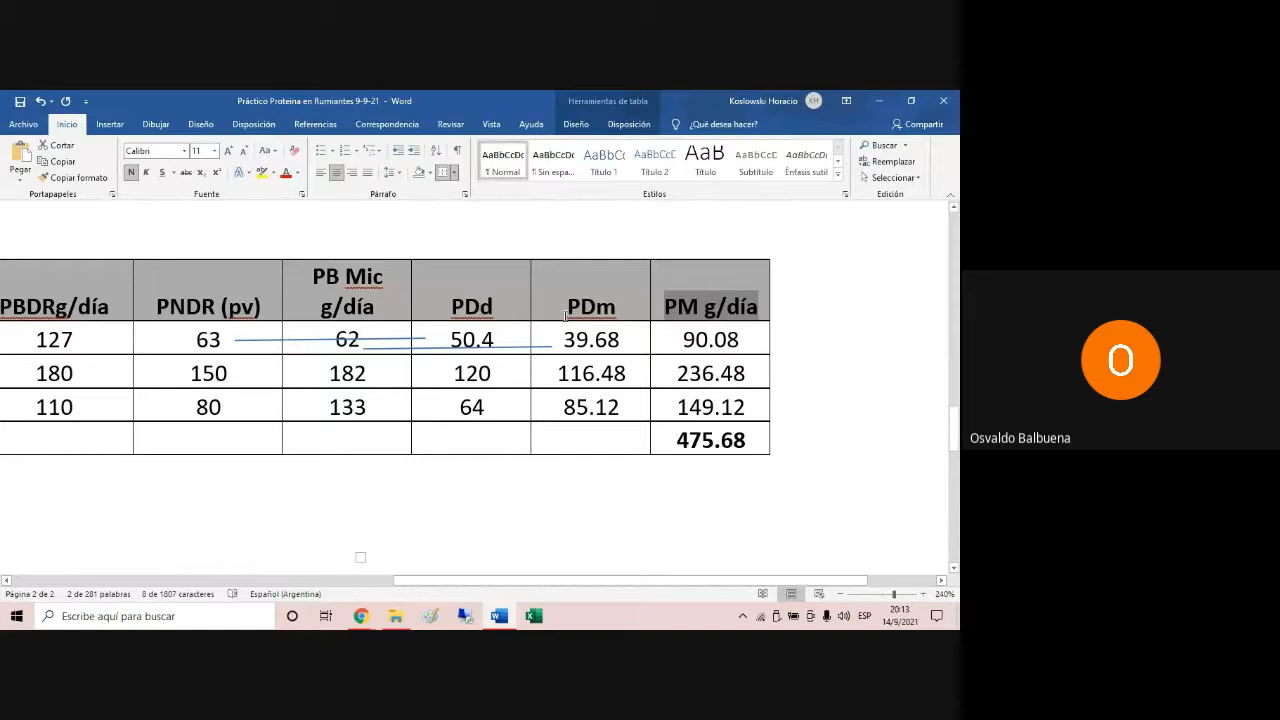 Práctico Proteina en Rumiantes 9-9-21 - Word
Herramientas de tabla
Koslowski Horacio
KH
Archivo Inicio Insertar Dibujar Diseño Disposición Referencias Correspondencia Revisar Vista Ayuda Diseño Disposición ¿Qué desea hacer? Compartir
Pegar
Cortar
Copiar
Copiar formato
Portapapeles
Calibri 11
Fuente
Párrafo
AaBbCcDc AaBbCcDc AaBbCc AaBbCcD AaB AaBbCcC AaBbCcDc
¶ Normal ¶ Sin espa... Título 1 Título 2 Título Subtítulo Énfasis sutil
Estilos
Buscar
Reemplazar
Seleccionar
Edición
PBDRg/día PNDR (pv) PB Mic g/día PDd PDm PM g/día
127 63 62 50.4 39.68 90.08
180 150 182 120 116.48 236.48
110 80 133 64 85.12 149.12
475.68
Página 2 de 2 2 de 281 palabras 8 de 1807 caracteres Español (Argentina) 240%
Escribe aquí para buscar
ESP
20:13
14/9/2021
O
Osvaldo Balbuena